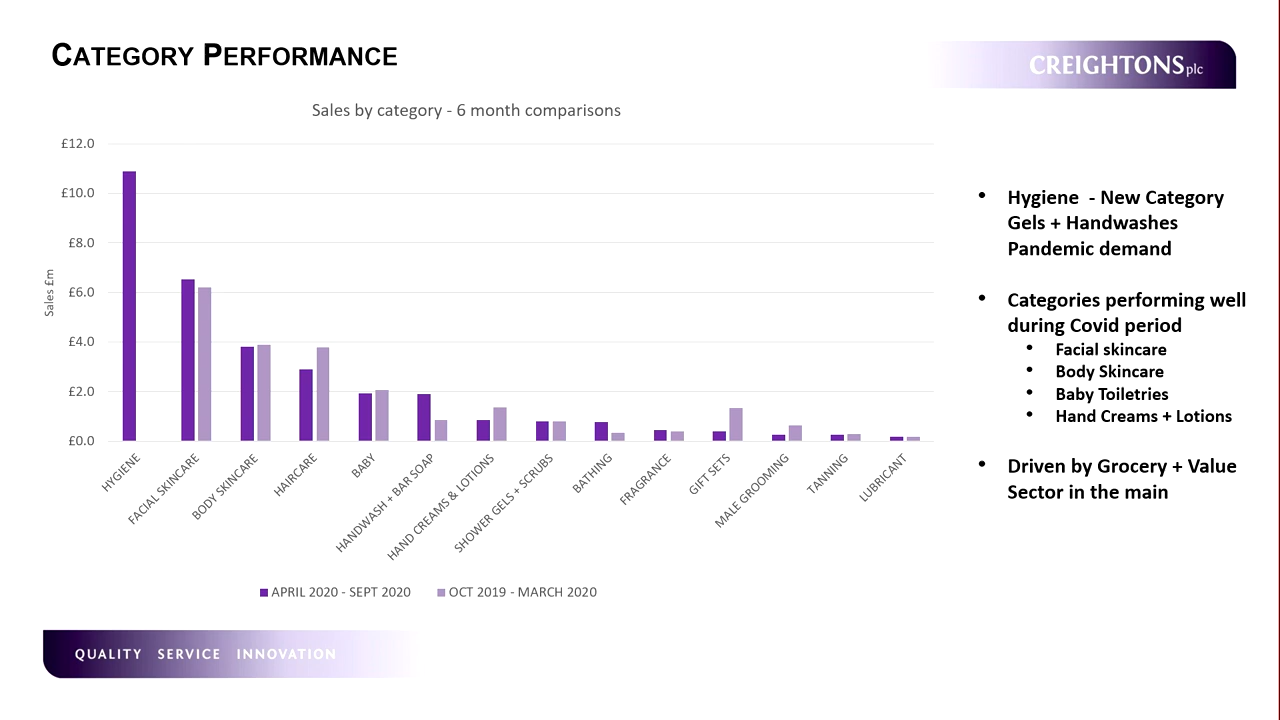 CATEGORY PERFORMANCE
CREIGHTONS plc
Sales by category - 6 month comparisons
£12.0
£10.0
£8.0
£6.0
£4.0
£2.0
£0.0
Sales £m
HYGIENE
FACIAL SKINCARE
BODY SKINCARE
HAIRCARE
BABY
HANDWASH + BAR SOAP
HAND CREAMS & LOTIONS
SHOWER GELS + SCRUBS
BATHING
FRAGRANCE
GIFT SETS
MALE GROOMING
TANNING
LUBRICANT
APRIL 2020 - SEPT 2020
OCT 2019 - MARCH 2020
• Hygiene - New Category
Gels + Handwashes
Pandemic demand
• Categories performing well
during Covid period
• Facial skincare
• Body Skincare
• Baby Toiletries
• Hand Creams + Lotions
• Driven by Grocery + Value
Sector in the main
QUALITY SERVICE INNOVATION